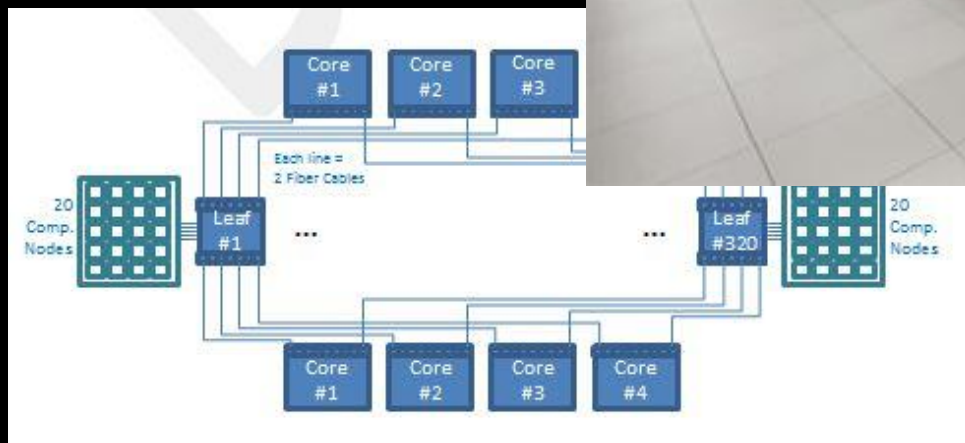 Core
#1
Core
#2
Core
#3
Each line =
2 Fiber Cables
20
Comp.
Nodes
Leaf
#1
...
...
Leaf
#320
20
Comp.
Nodes
Core
#1
Core
#2
Core
#3
Core
#4